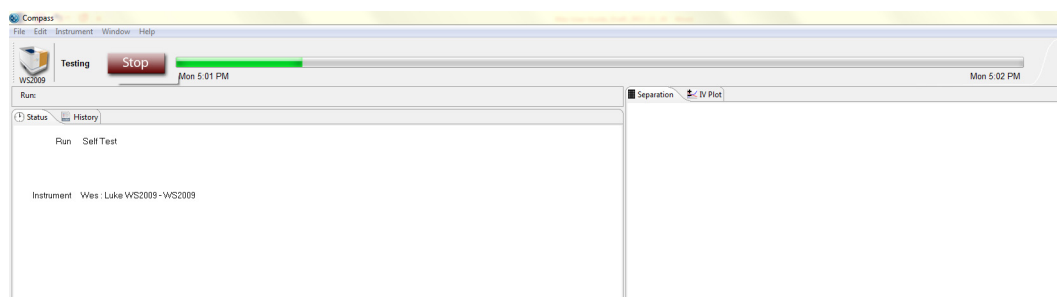 Compass
File Edit Instrument Window Help
WS2009
Testing
Stop
Mon 5:01 PM
Mon 5:02 PM
Run:
Separation IV Plot
Status History
Run Self Test
Instrument Wes : Luke WS2009 - WS2009